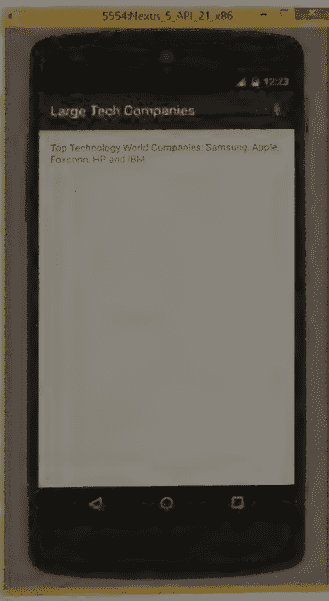 5554:Nexus_5_API_21_x86
12:23
Large Tech Companies
Top Technology World Companies: Samsung, Apple,
Foxconn, HP and IBM